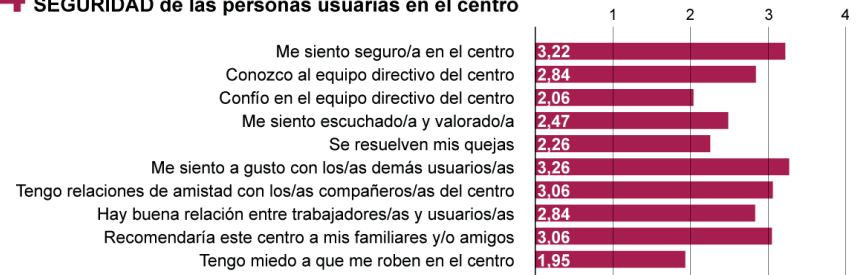 SEGURIDAD de las personas usuarias en el centro
1 2 3 4
Me siento seguro/a en el centro 3,22
Conozco al equipo directivo del centro 2,84
Confío en el equipo directivo del centro 2,06
Me siento escuchado/a y valorado/a 2,47
Se resuelven mis quejas 2,26
Me siento a gusto con los/as demás usuarios/as 3,26
Tengo relaciones de amistad con los/as compañeros/as del centro 3,06
Hay buena relación entre trabajadores/as y usuarios/as 2,84
Recomendaría este centro a mis familiares y/o amigos 3,06
Tengo miedo a que me roben en el centro 1,95